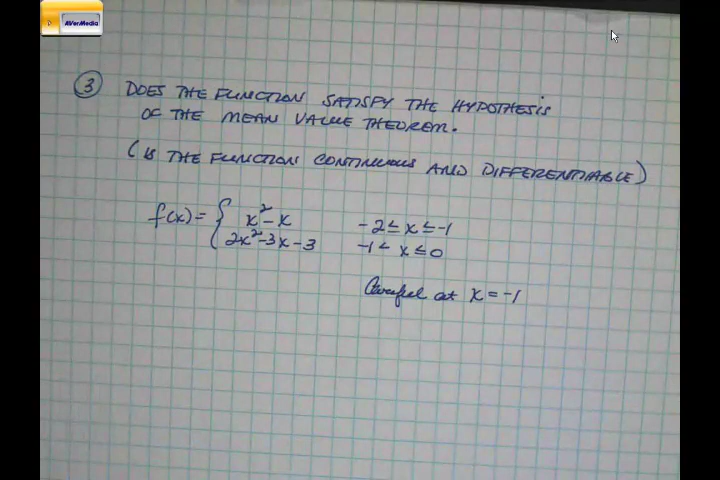 AVerMedia
③ DOES THE FUNCTION SATISFY THE HYPOTHESIS
OF THE MEAN VALUE THEOREM.
(IS THE FUNCTION CONTINUOUS AND DIFFERENTIABLE)
f(x) = { x² - x   -2 ≤ x ≤ -1
2x² - 3x - 3   -1 < x ≤ 0
Careful at x = -1